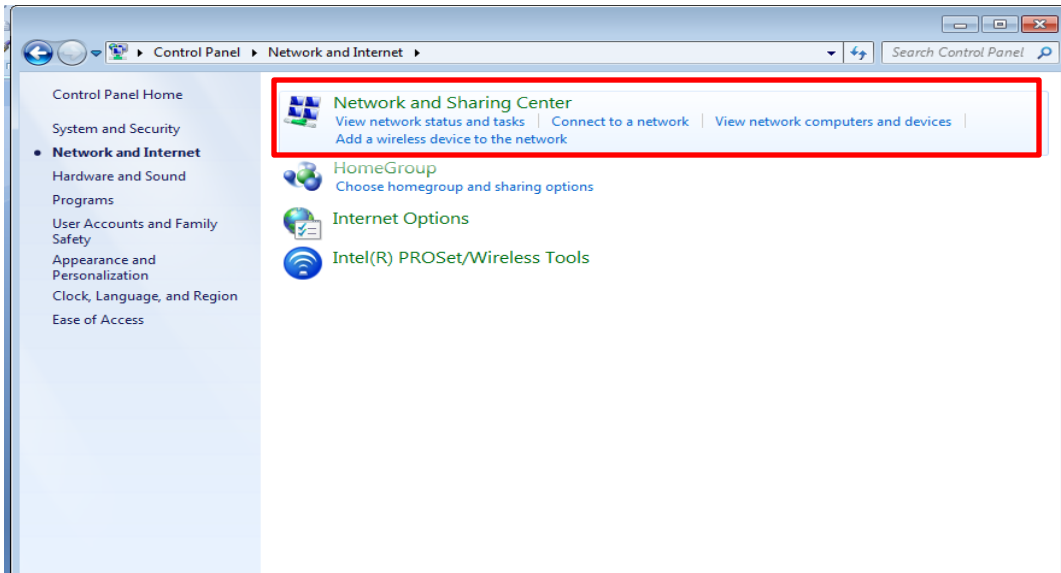 Control Panel Network and Internet Search Control Panel
Control Panel Home
System and Security
Network and Internet
Hardware and Sound
Programs
User Accounts and Family
Safety
Appearance and
Personalization
Clock, Language, and Region
Ease of Access
Network and Sharing Center
View network status and tasks Connect to a network View network computers and devices
Add a wireless device to the network
HomeGroup
Choose homegroup and sharing options
Internet Options
Intel(R) PROSet/Wireless Tools